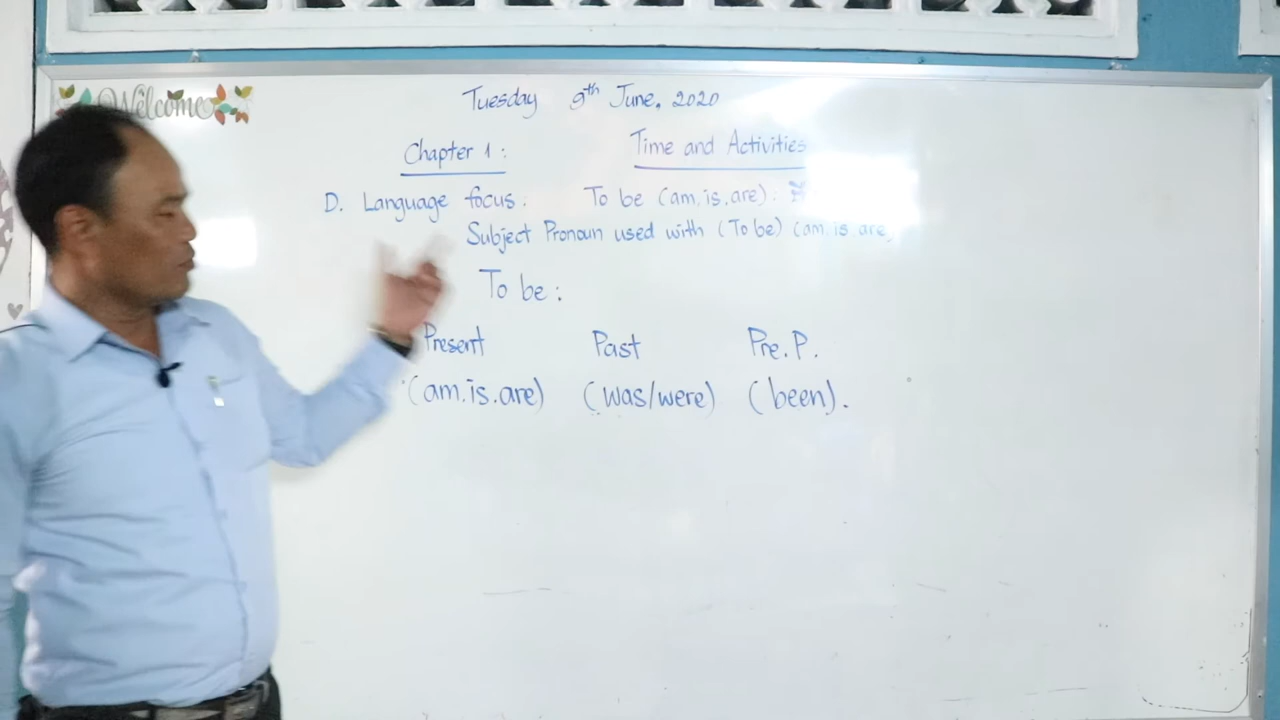 Welcome
Tuesday 9th June. 2020
Chapter 1: Time and Activities
D. Language focus: To be (am, is, are):
Subject Pronoun used with (To be) (am, is are)
To be:
Present Past Pre.P.
(am, is. are) (was/were) (been).